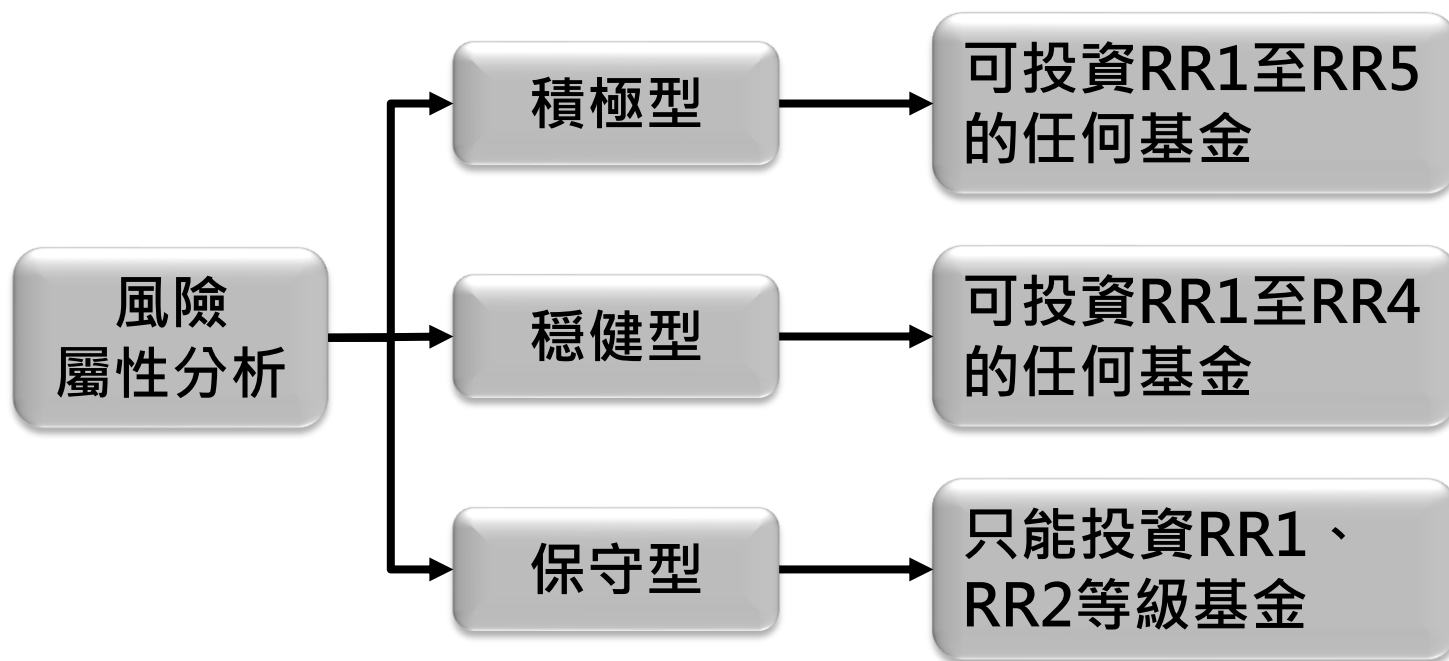 風險
屬性分析
積極型
可投資RR1至RR5
的任何基金
穩健型
可投資RR1至RR4
的任何基金
保守型
只能投資RR1、
RR2等級基金